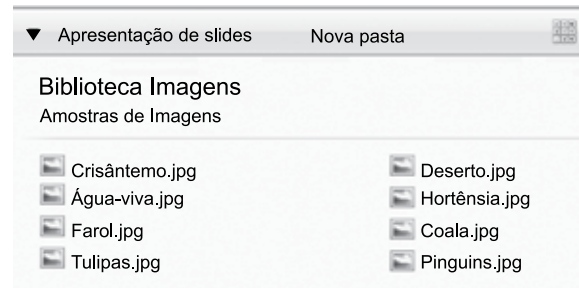 Apresentação de slides Nova pasta
Biblioteca Imagens
Amostras de Imagens
Crisântemo.jpg Deserto.jpg
Água-viva.jpg Hortênsia.jpg
Farol.jpg Coala.jpg
Tulipas.jpg Pinguins.jpg